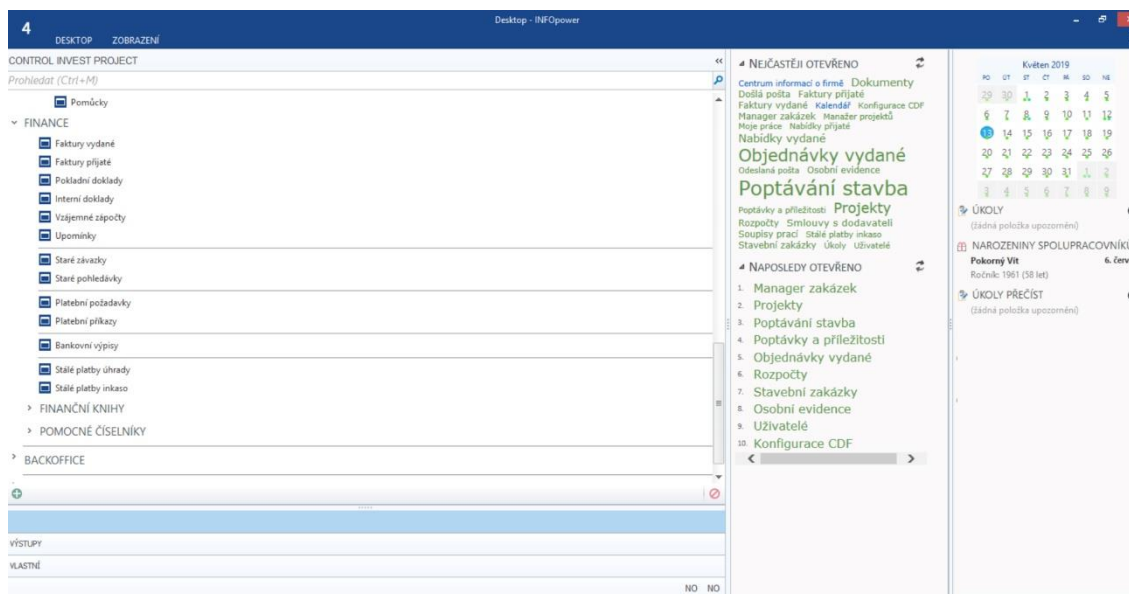 4
Desktop - INFOpower
DESKTOP ZOBRAZENÍ
CONTROL INVEST PROJECT
Prohledat (Ctrl+M)
Pomůcky
FINANCE
Faktury vydané
Faktury přijaté
Pokladní doklady
Interní doklady
Vzájemné zápočty
Upomínky
Staré závazky
Staré pohledávky
Platební požadavky
Platební příkazy
Bankovní výpisy
Stálé platby úhrady
Stálé platby inkaso
FINANČNÍ KNIHY
POMOCNÉ ČÍSELNÍKY
BACKOFFICE
VÝSTUPY
VLASTNÍ
NO NO
NEJČASTĚJI OTEVŘENO
Centrum informací o firmě Dokumenty
Došlá pošta Faktury přijaté
Faktury vydané Kalendář Konfigurace CDF
Manager zakázek Manažer projektů
Moje práce Nabídky přijaté
Nabídky vydané
Objednávky vydané
Odeslaná pošta Osobní evidence
Poptávání stavba
Poptávky a příležitosti Projekty
Rozpočty Smlouvy s dodavateli
Soupisy prací Stálé platby inkaso
Stavební zakázky Úkoly Uživatelé
NAPOSLEDY OTEVŘENO
1. Manager zakázek
2. Projekty
3. Poptávání stavba
4. Poptávky a příležitosti
5. Objednávky vydané
6. Rozpočty
7. Stavební zakázky
8. Osobní evidence
9. Uživatelé
10. Konfigurace CDF
Květen 2019
PO ÚT ST ČT PÁ SO NE
29 30 1 2 3 4 5
6 7 8 9 10 11 12
13 14 15 16 17 18 19
20 21 22 23 24 25 26
27 28 29 30 31 1 2
3 4 5 6 7 8 9
ÚKOLY
(žádná položka upozornění)
NAROZENINY SPOLUPRACOVNÍKŮ
Pokorný Vít 6. červ
Ročník: 1961 (58 let)
ÚKOLY PŘEČÍST
(žádná položka upozornění)